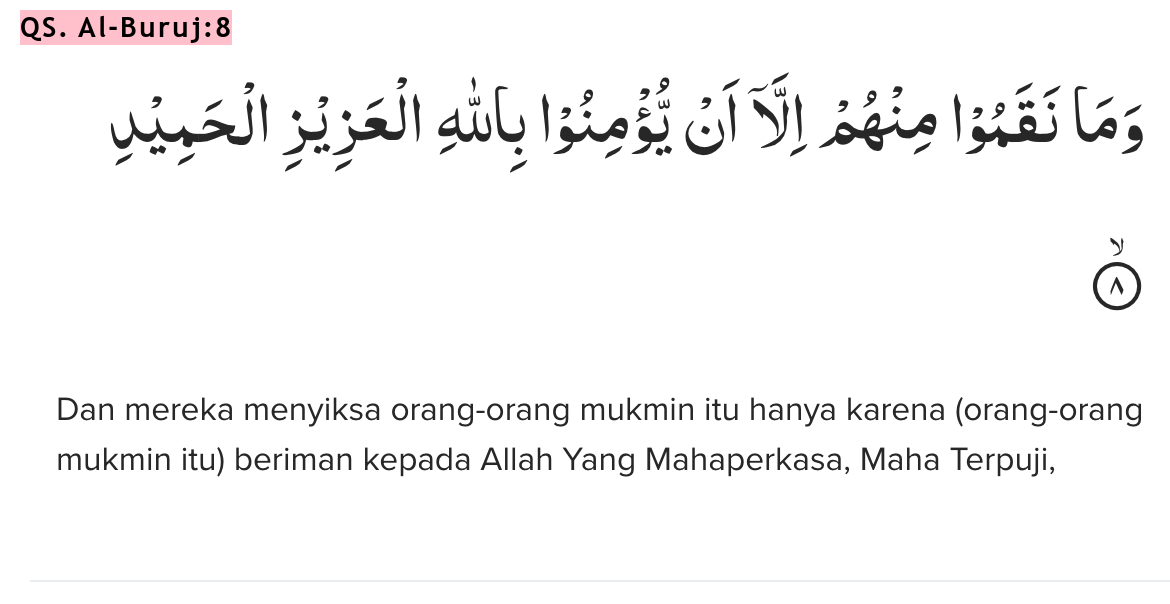 QS. Al-Buruj:8
وَمَا نَقَمُوْا مِنْهُمْ اِلَّآ اَنْ يُّؤْمِنُوْا بِاللّٰهِ الْعَزِيْزِ الْحَمِيْدِ
ۙ ٨
Dan mereka menyiksa orang-orang mukmin itu hanya karena (orang-orang
mukmin itu) beriman kepada Allah Yang Mahaperkasa, Maha Terpuji,